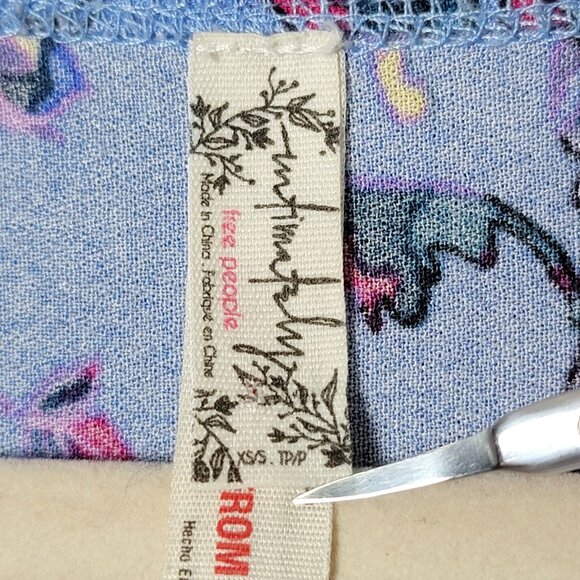 Intimately
free people
Made in China Fabriqué en Chine
XS/S . TP/P
ROM
Hecho E